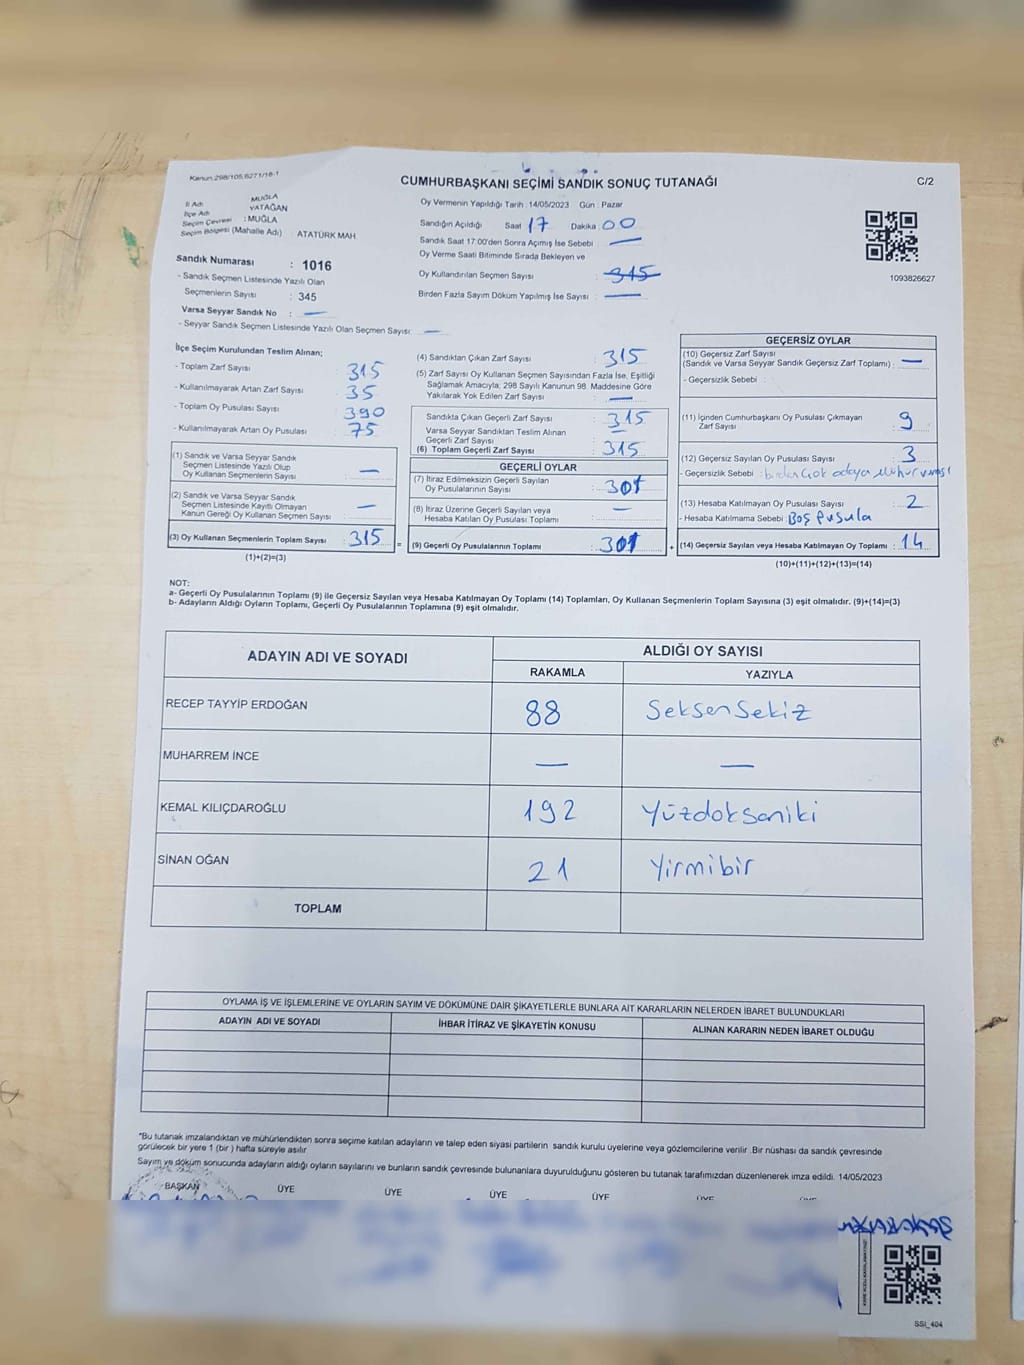 Kanun:298/105,6271/18-1
CUMHURBAŞKANI SEÇİMİ SANDIK SONUÇ TUTANAĞI
C/2
İl Adı MUĞLA
İlçe Adı YATAĞAN
Seçim Çevresi : MUĞLA
Seçim Bölgesi (Mahalle Adı) ATATÜRK MAH
Sandık Numarası : 1016
- Sandık Seçmen Listesinde Yazılı Olan
Seçmenlerin Sayısı : 345
Varsa Seyyar Sandık No : —
- Seyyar Sandık Seçmen Listesinde Yazılı Olan Seçmen Sayısı: —
Oy Vermenin Yapıldığı Tarih : 14/05/2023 Gün : Pazar
Sandığın Açıldığı Saat 17 Dakika : 00
Sandık Saat 17:00'den Sonra Açılmış İse Sebebi : —
Oy Verme Saati Bitiminde Sırada Bekleyen ve
Oy Kullandırılan Seçmen Sayısı : 315
Birden Fazla Sayım Döküm Yapılmış İse Sayısı : —
1093826627
İlçe Seçim Kurulundan Teslim Alınan;
- Toplam Zarf Sayısı : 315
- Kullanılmayarak Artan Zarf Sayısı : 35
- Toplam Oy Pusulası Sayısı : 390
- Kullanılmayarak Artan Oy Pusulası : 75
(1) Sandık ve Varsa Seyyar Sandık
Seçmen Listesinde Yazılı Olup
Oy Kullanan Seçmenlerin Sayısı : —
(2) Sandık ve Varsa Seyyar Sandık
Seçmen Listesinde Kayıtlı Olmayan
Kanun Gereği Oy Kullanan Seçmen Sayısı : —
(3) Oy Kullanan Seçmenlerin Toplam Sayısı : 315 =
(1)+(2)=(3)
(4) Sandıktan Çıkan Zarf Sayısı : 315
(5) Zarf Sayısı Oy Kullanan Seçmen Sayısından Fazla İse, Eşitliği
Sağlamak Amacıyla; 298 Sayılı Kanunun 98. Maddesine Göre
Yakılarak Yok Edilen Zarf Sayısı : —
Sandıkta Çıkan Geçerli Zarf Sayısı : 315
Varsa Seyyar Sandıktan Teslim Alınan
Geçerli Zarf Sayısı : —
(6) Toplam Geçerli Zarf Sayısı : 315
GEÇERLİ OYLAR
(7) İtiraz Edilmeksizin Geçerli Sayılan
Oy Pusulalarının Sayısı : 301
(8) İtiraz Üzerine Geçerli Sayılan veya
Hesaba Katılan Oy Pusulası Toplamı : —
(9) Geçerli Oy Pusulalarının Toplamı : 301 +
GEÇERSİZ OYLAR
(10) Geçersiz Zarf Sayısı
(Sandık ve Varsa Seyyar Sandık Geçersiz Zarf Toplamı) : —
- Geçersizlik Sebebi :
(11) İçinden Cumhurbaşkanı Oy Pusulası Çıkmayan
Zarf Sayısı : 9
(12) Geçersiz Sayılan Oy Pusulası Sayısı : 3
- Geçersizlik Sebebi : birden çok adaya mühür
(13) Hesaba Katılmayan Oy Pusulası Sayısı : 2
- Hesaba Katılmama Sebebi : Boş Pusula
(14) Geçersiz Sayılan veya Hesaba Katılmayan Oy Toplamı : 14
(10)+(11)+(12)+(13)=(14)
NOT:
a- Geçerli Oy Pusulalarının Toplamı (9) ile Geçersiz Sayılan veya Hesaba Katılmayan Oy Toplamı (14) Toplamları, Oy Kullanan Seçmenlerin Toplam Sayısına (3) eşit olmalıdır. (9)+(14)=(3)
b- Adayların Aldığı Oyların Toplamı, Geçerli Oy Pusulalarının Toplamına (9) eşit olmalıdır.
ADAYIN ADI VE SOYADI
ALDIĞI OY SAYISI
RAKAMLA YAZIYLA
RECEP TAYYİP ERDOĞAN 88 Seksensekiz
MUHARREM İNCE — —
KEMAL KILIÇDAROĞLU 192 Yüzdoksaniki
SİNAN OĞAN 21 Yirmibir
TOPLAM
OYLAMA İŞ VE İŞLEMLERİNE VE OYLARIN SAYIM VE DÖKÜMÜNE DAİR ŞİKAYETLERLE BUNLARA AİT KARARLARIN NELERDEN İBARET BULUNDUKLARI
ADAYIN ADI VE SOYADI İHBAR İTİRAZ VE ŞİKAYETİN KONUSU ALINAN KARARIN NEDEN İBARET OLDUĞU
*Bu tutanak imzalandıktan ve mühürlendikten sonra seçime katılan adayların ve talep eden siyasi partilerin sandık kurulu üyelerine veya gözlemcilerine verilir. Bir nüshası da sandık çevresinde
görülecek bir yere 1 (bir) hafta süreyle asılır.
Sayım ve döküm sonucunda adayların aldığı oyların sayılarını ve bunların sandık çevresinde bulunanlara duyurulduğunu gösteren bu tutanak tarafımızdan düzenlenerek imza edildi. 14/05/2023
BAŞKAN ÜYE ÜYE ÜYE ÜYE ÜYE
SSI_404